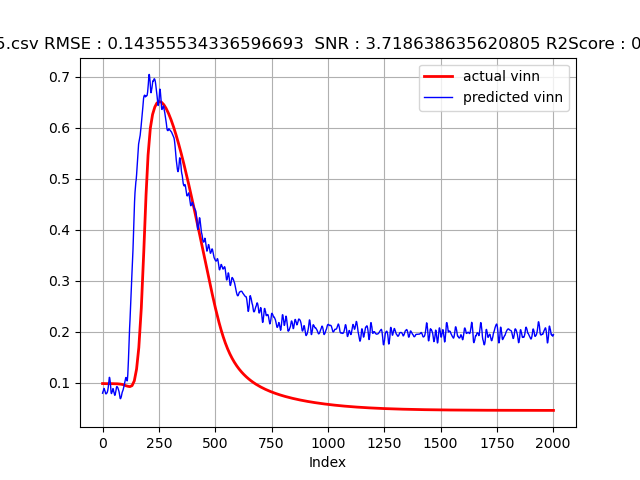 5.csv RMSE : 0.14355534336596693 SNR : 3.718638635620805 R2Score : 0
actual vinn
predicted vinn
0.7
0.6
0.5
0.4
0.3
0.2
0.1
0 250 500 750 1000 1250 1500 1750 2000
Index